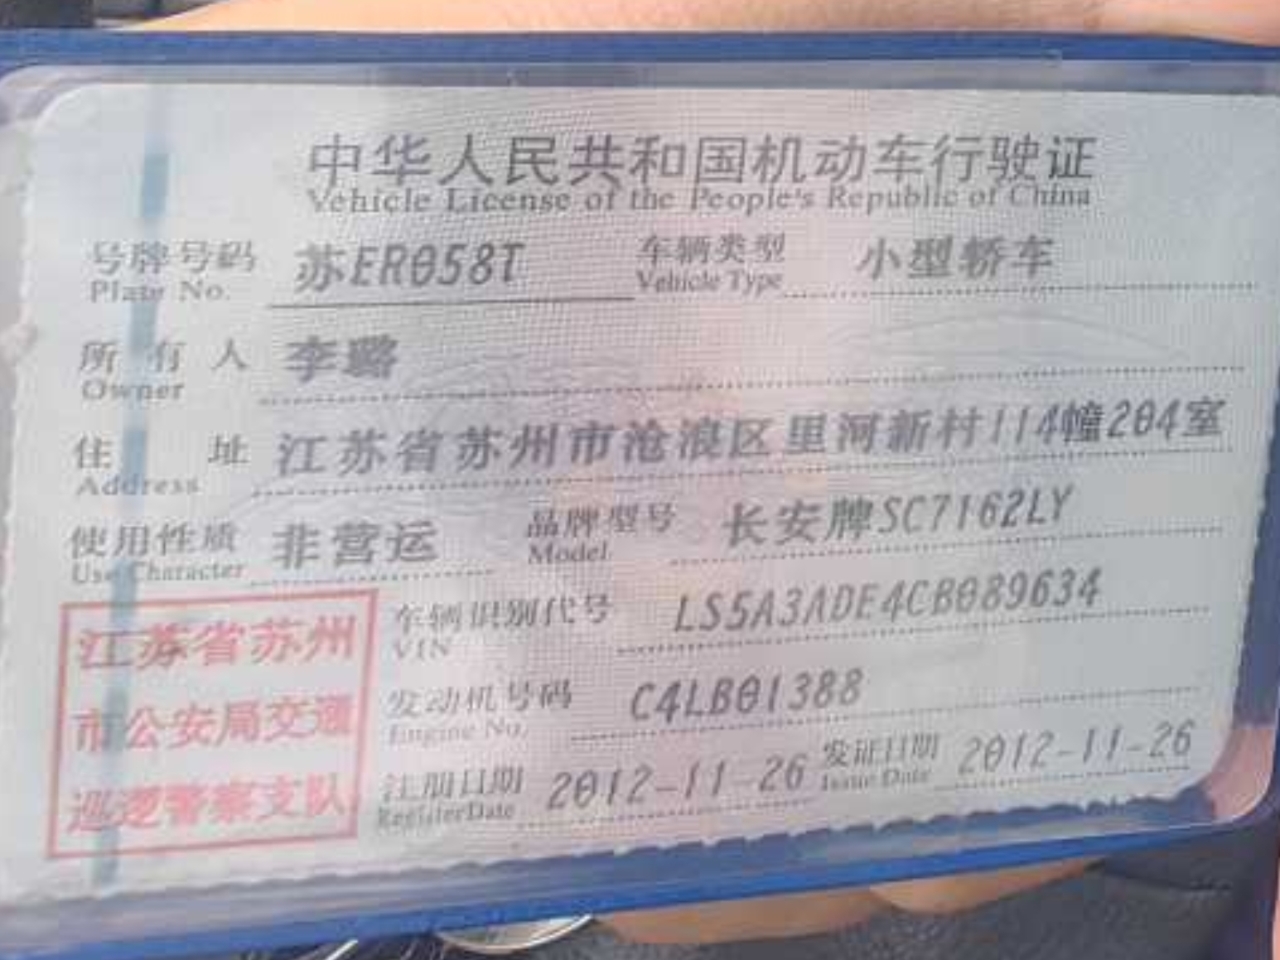 中华人民共和国机动车行驶证
Vehicle License of the People's Republic of China
号牌号码 苏ER058T 车辆类型 小型轿车
Plate No. Vehicle Type
所有人 李璐
Owner
住址 江苏省苏州市沧浪区里河新村114幢204室
Address
使用性质 非营运 品牌型号 长安牌SC7162LY
Use Character Model
车辆识别代号 LS5A3ADE4CB089634
VIN
发动机号码 C4LB01388
Engine No.
注册日期 2012-11-26 发证日期 2012-11-26
Register Date Issue Date
江苏省苏州
市公安局交通
巡逻警察支队